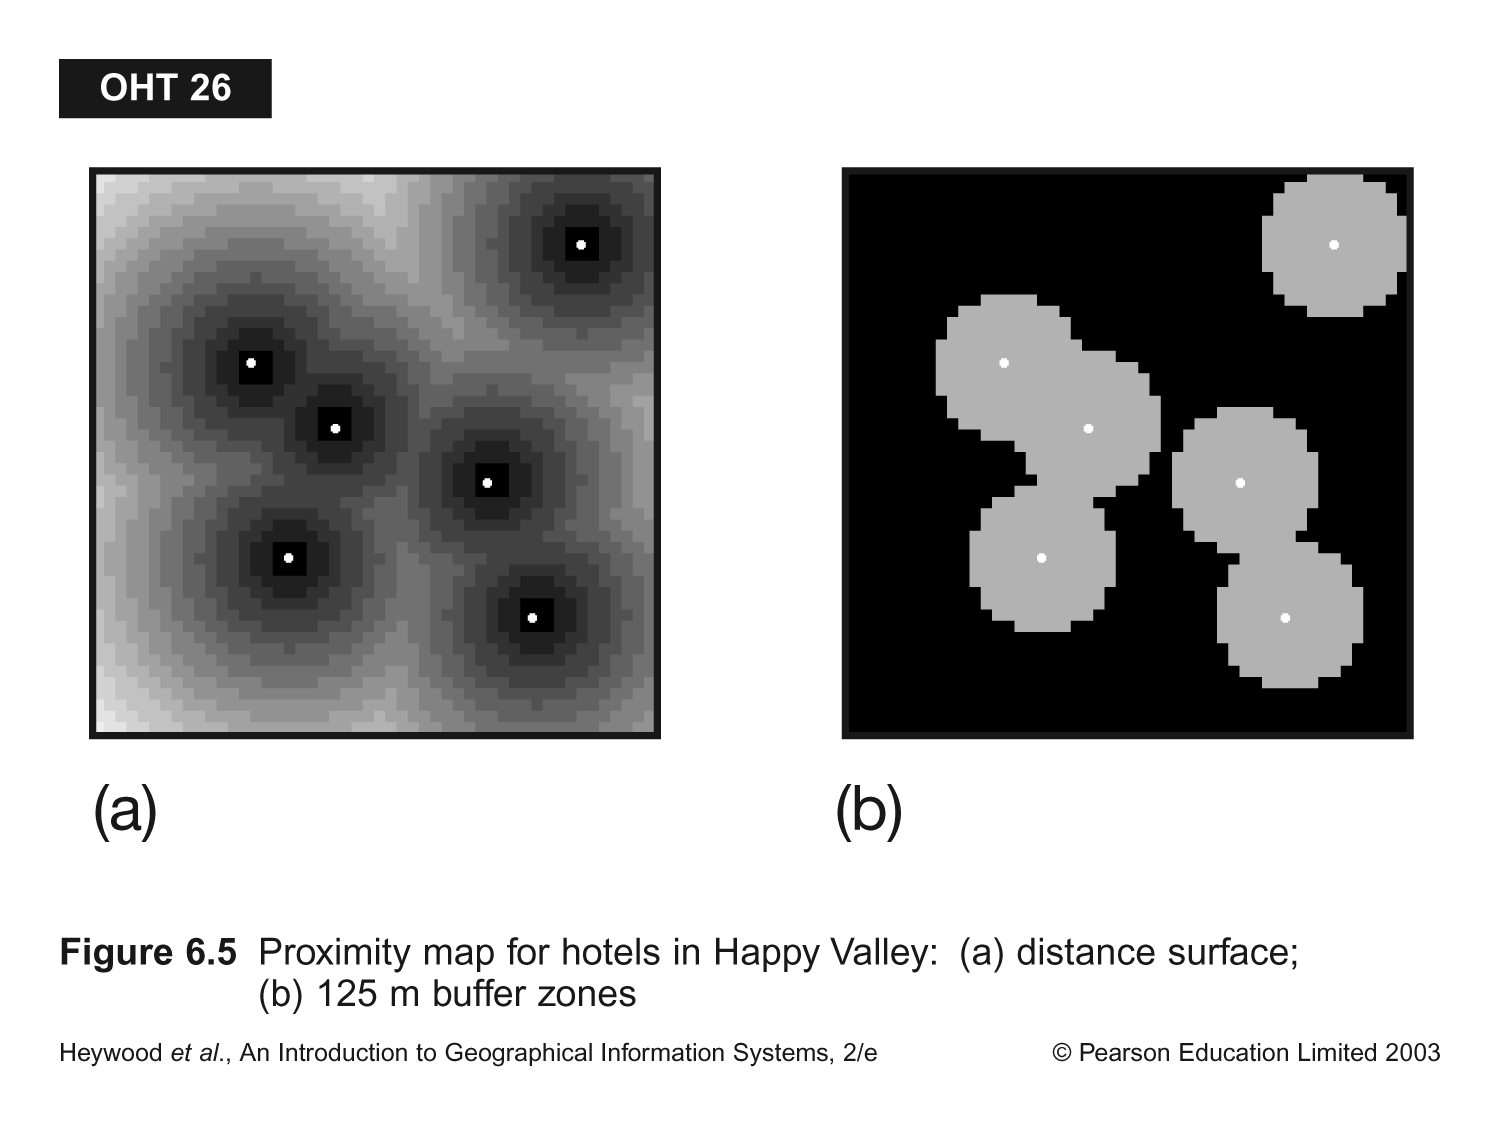 OHT 26
(a)
(b)
Figure 6.5 Proximity map for hotels in Happy Valley: (a) distance surface;
(b) 125 m buffer zones
Heywood et al., An Introduction to Geographical Information Systems, 2/e
© Pearson Education Limited 2003